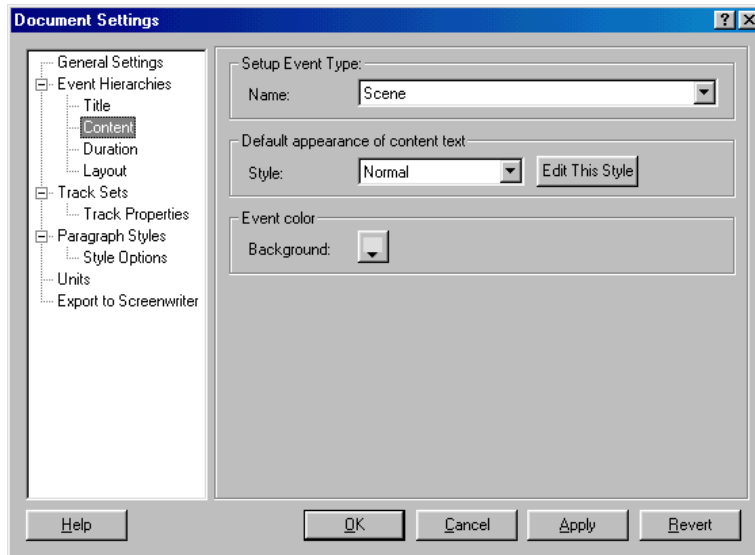 Document Settings
General Settings
Event Hierarchies
Title
Content
Duration
Layout
Track Sets
Track Properties
Paragraph Styles
Style Options
Units
Export to Screenwriter
Setup Event Type:
Name: Scene
Default appearance of content text
Style: Normal Edit This Style
Event color
Background:
Help OK Cancel Apply Revert